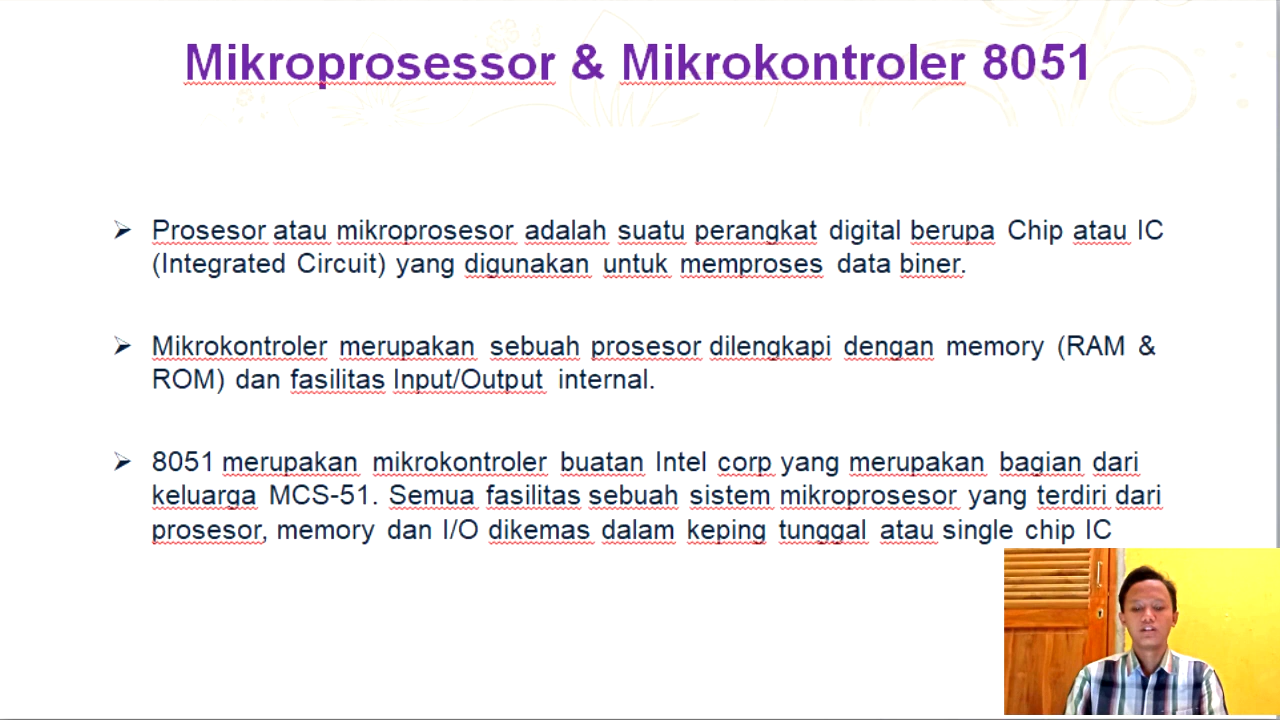 Mikroprosessor & Mikrokontroler 8051
Prosesor atau mikroprosesor adalah suatu perangkat digital berupa Chip atau IC
(Integrated Circuit) yang digunakan untuk memproses data biner.
Mikrokontroler merupakan sebuah prosesor dilengkapi dengan memory (RAM &
ROM) dan fasilitas Input/Output internal.
8051 merupakan mikrokontroler buatan Intel corp yang merupakan bagian dari
keluarga MCS-51. Semua fasilitas sebuah sistem mikroprosesor yang terdiri dari
prosesor, memory dan I/O dikemas dalam keping tunggal atau single chip IC